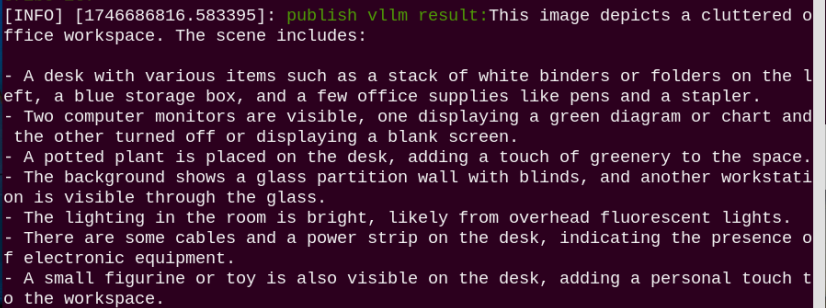 [INFO] [1746686816.583395]: publish vllm result:This image depicts a cluttered o
ffice workspace. The scene includes:
- A desk with various items such as a stack of white binders or folders on the l
eft, a blue storage box, and a few office supplies like pens and a stapler.
- Two computer monitors are visible, one displaying a green diagram or chart and
 the other turned off or displaying a blank screen.
- A potted plant is placed on the desk, adding a touch of greenery to the space.
- The background shows a glass partition wall with blinds, and another workstati
on is visible through the glass.
- The lighting in the room is bright, likely from overhead fluorescent lights.
- There are some cables and a power strip on the desk, indicating the presence o
f electronic equipment.
- A small figurine or toy is also visible on the desk, adding a personal touch t
o the workspace.